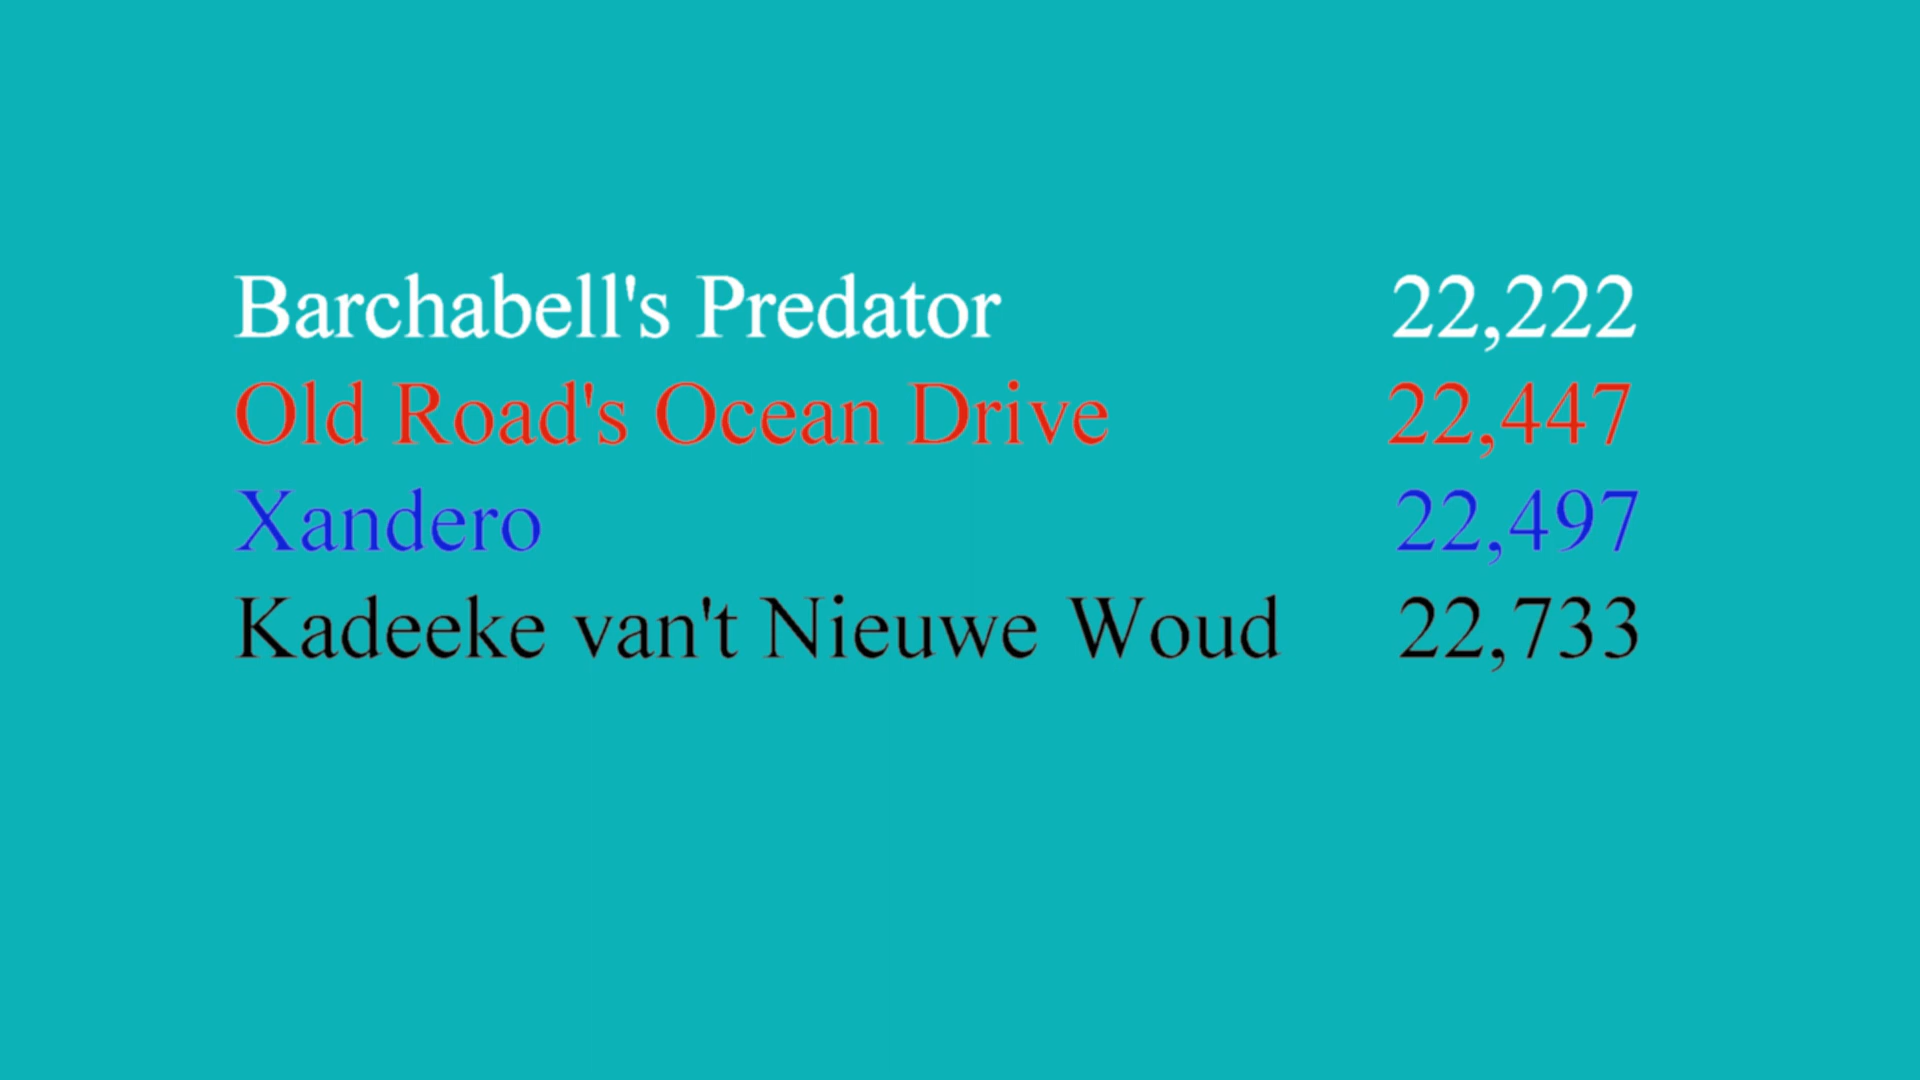 Barchabell's Predator 22,222
Old Road's Ocean Drive 22,447
Xandero 22,497
Kadeeke van't Nieuwe Woud 22,733